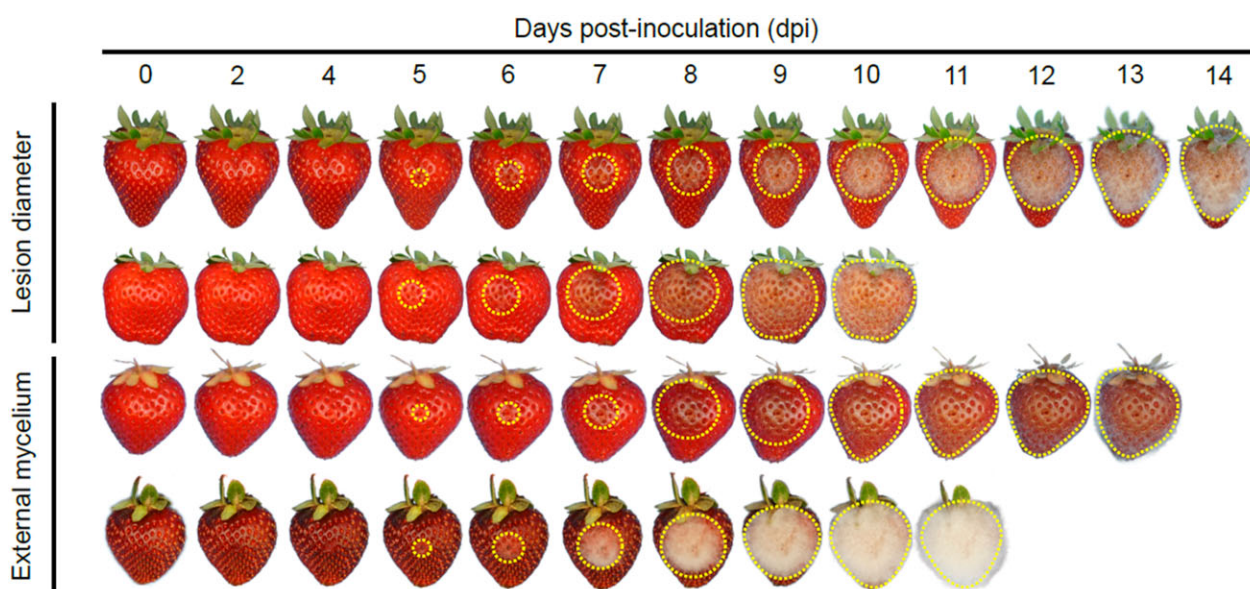 Days post-inoculation (dpi)
0 2 4 5 6 7 8 9 10 11 12 13 14
Lesion diameter
External mycelium